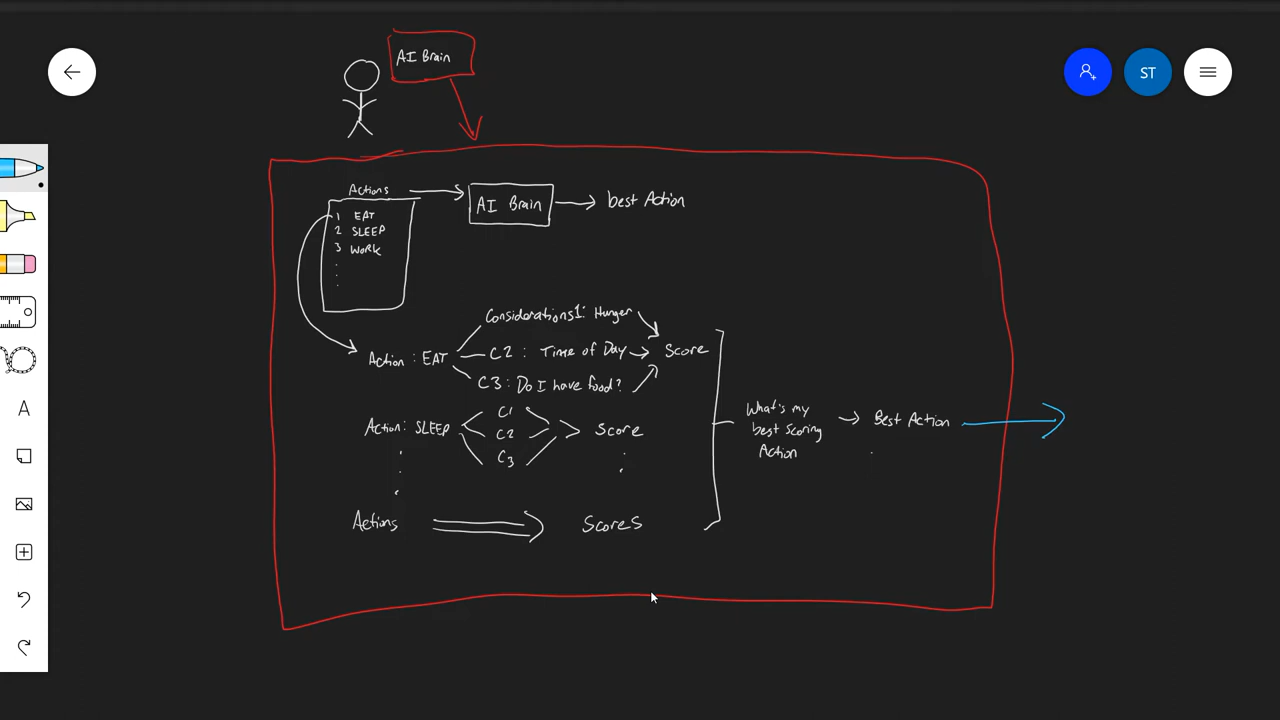 AI Brain
ST
Actions
AI Brain
best Action
1 EAT
2 SLEEP
3 WORK
Considerations1: Hunger
Action : EAT
C2 : Time of Day
Score
C3 : Do I have food?
Action: SLEEP
C1
C2
C3
Score
What's my
best scoring
Action
Best Action
Actions
Scores
A